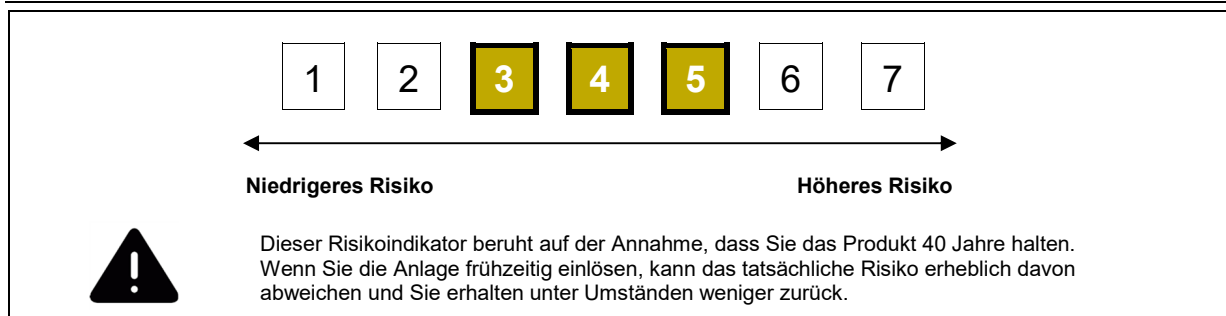 1 2 3 4 5 6 7
Niedrigeres Risiko Höheres Risiko
Dieser Risikoindikator beruht auf der Annahme, dass Sie das Produkt 40 Jahre halten.
Wenn Sie die Anlage frühzeitig einlösen, kann das tatsächliche Risiko erheblich davon
abweichen und Sie erhalten unter Umständen weniger zurück.